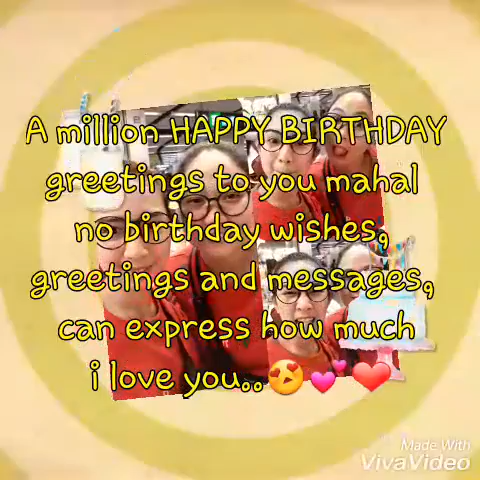 A million HAPPY BIRTHDAY
greetings to you mahal
no birthday wishes,
greetings and messages,
can express how much
i love you..😍💕❤
Made With
VivaVideo